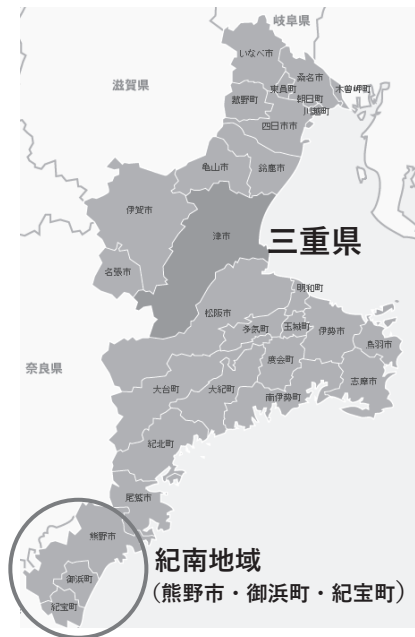 岐阜県
いなべ市
滋賀県
桑名市
東員町
木曽岬町
菰野町
朝日町
川越町
四日市市
亀山市
鈴鹿市
伊賀市
津市
三重県
名張市
明和町
松阪市
多気町
玉城町
伊勢市
鳥羽市
度会町
奈良県
志摩市
大台町
大紀町
南伊勢町
紀北町
尾鷲市
熊野市
紀南地域
御浜町
(熊野市・御浜町・紀宝町)
紀宝町